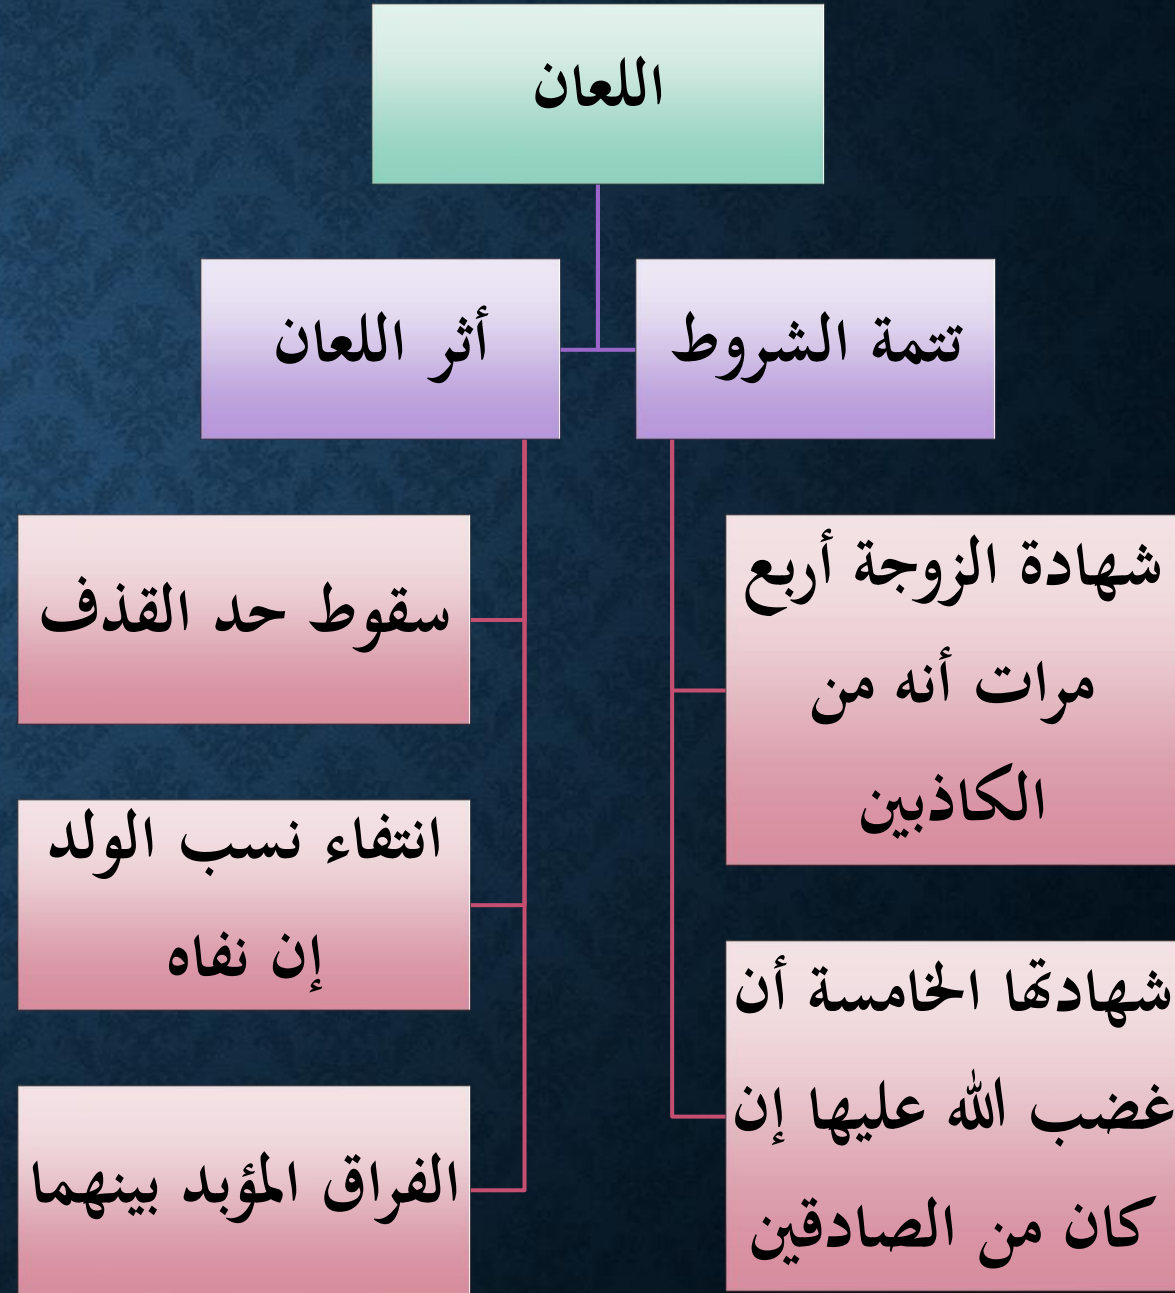 اللعان
تتمة الشروط
شهادة الزوجة أربع
مرات أنه من
الكاذبين
شهادتها الخامسة أن
غضب الله عليها إن
كان من الصادقين
أثر اللعان
سقوط حد القذف
انتفاء نسب الولد
إن نفاه
الفراق المؤبد بينهما